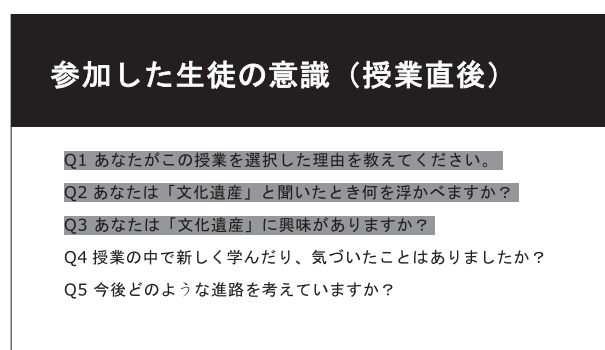 参加した生徒の意識（授業直後）
Q1 あなたがこの授業を選択した理由を教えてください。
Q2 あなたは「文化遺産」と聞いたとき何を浮かべますか？
Q3 あなたは「文化遺産」に興味がありますか？
Q4 授業の中で新しく学んだり、気づいたことはありましたか？
Q5 今後どのような進路を考えていますか？